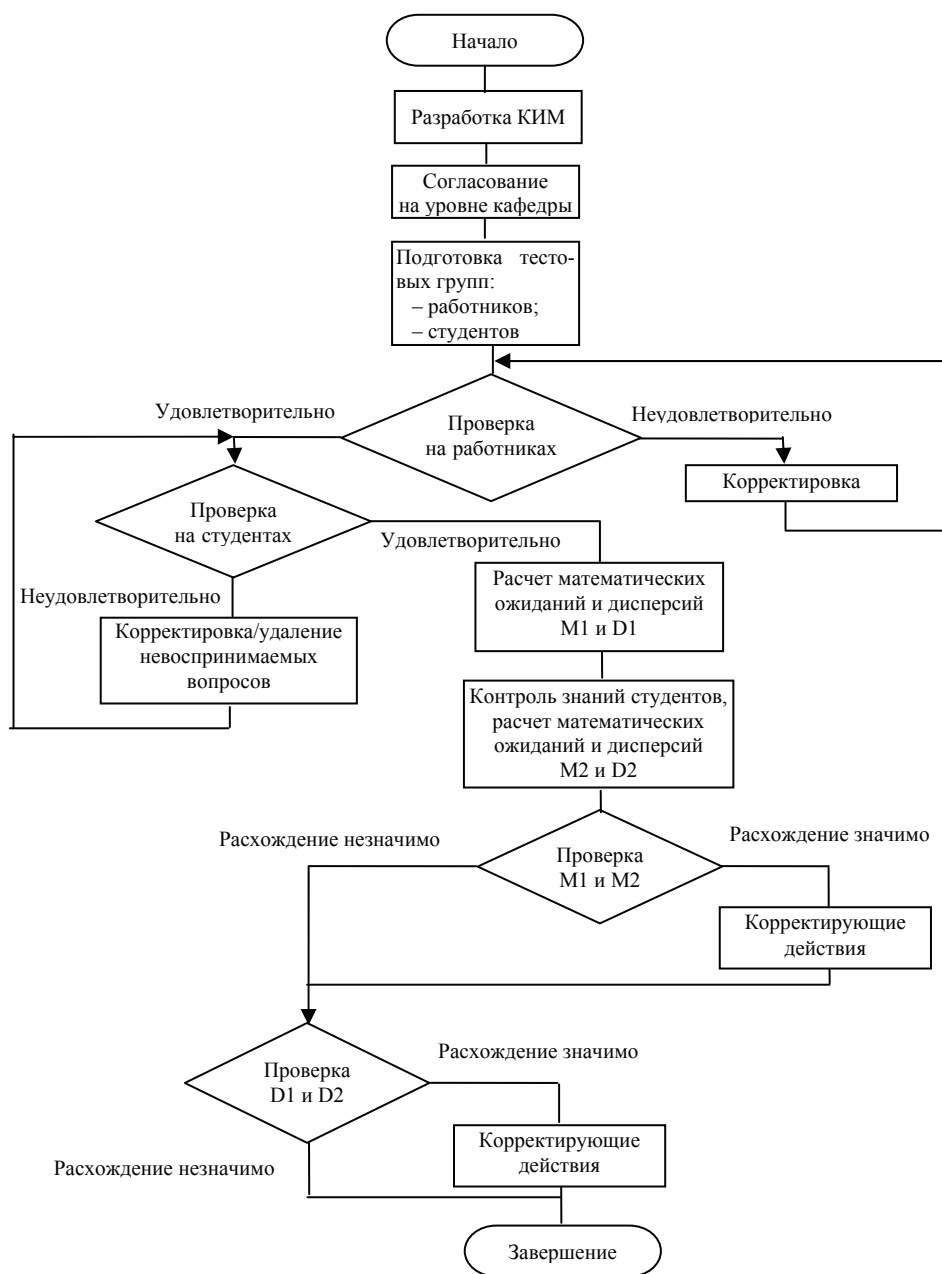 Начало
Разработка КИМ
Согласование
на уровне кафедры
Подготовка тесто-
вых групп:
– работников;
– студентов
Удовлетворительно
Проверка
на работниках
Неудовлетворительно
Корректировка
Проверка
на студентах
Удовлетворительно
Неудовлетворительно
Корректировка/удаление
невоспринимаемых
вопросов
Расчет математических
ожиданий и дисперсий
M1 и D1
Контроль знаний студентов,
расчет математических
ожиданий и дисперсий
M2 и D2
Расхождение незначимо
Проверка
M1 и M2
Расхождение значимо
Корректирующие
действия
Проверка
D1 и D2
Расхождение значимо
Корректирующие
действия
Расхождение незначимо
Завершение